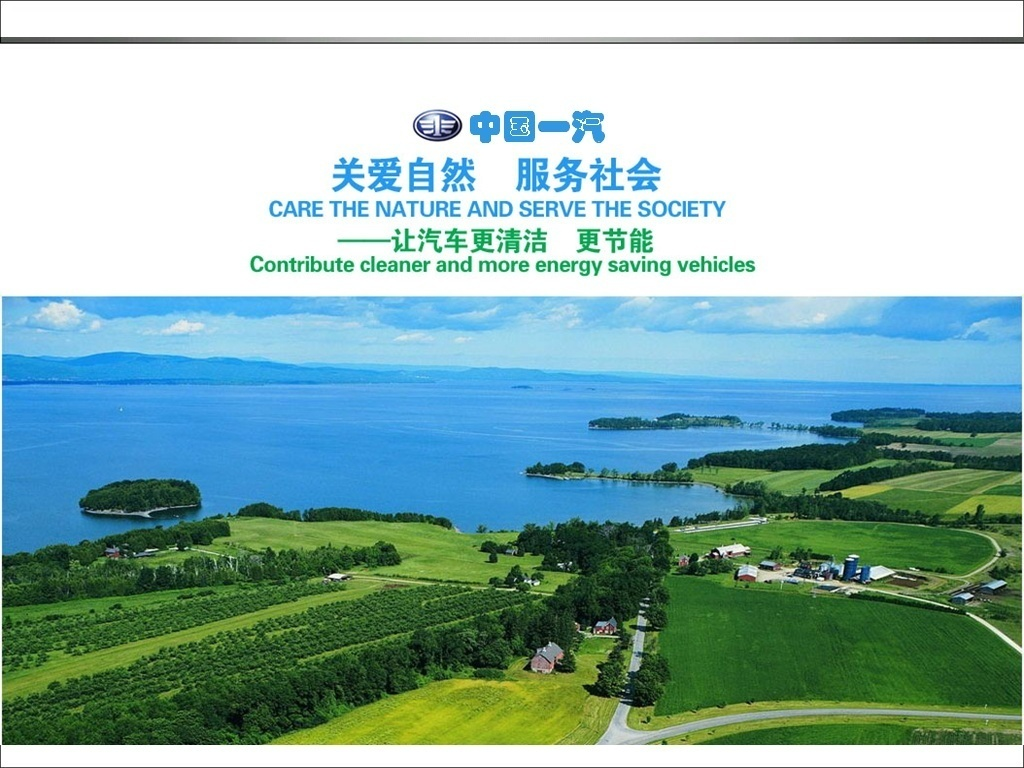 中国一汽
关爱自然 服务社会
CARE THE NATURE AND SERVE THE SOCIETY
——让汽车更清洁 更节能
Contribute cleaner and more energy saving vehicles